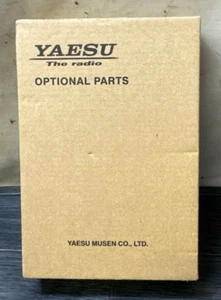 YAESU
The radio
OPTIONAL PARTS
YAESU MUSEN CO., LTD.